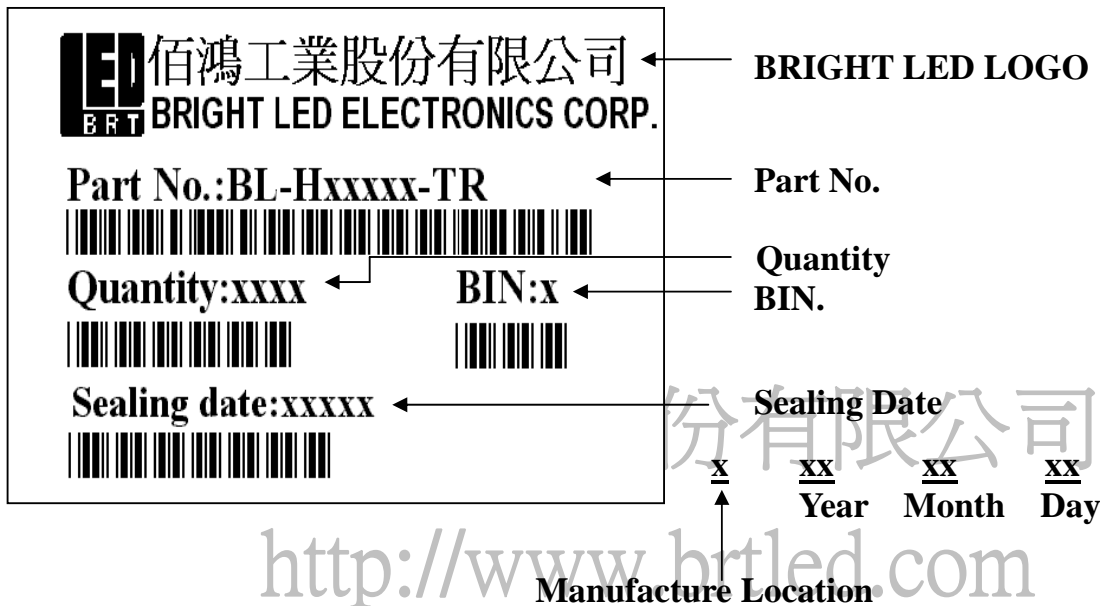 LED 佰鴻工業股份有限公司 BRIGHT LED LOGO
BRT BRIGHT LED ELECTRONICS CORP.
Part No.:BL-Hxxxxx-TR Part No.
Quantity:xxxx BIN:x Quantity
BIN.
Sealing date:xxxxx Sealing Date
份有限公司
x xx xx xx
Year Month Day
http://www.brtled.com
Manufacture Location